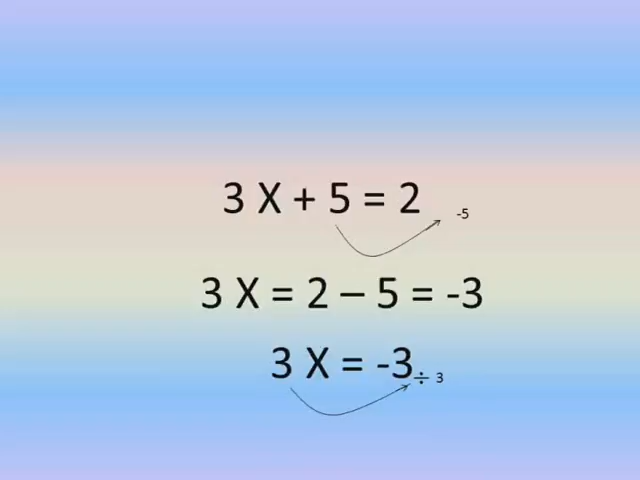 3 X + 5 = 2
-5
3 X = 2 – 5 = -3
3 X = -3
÷ 3